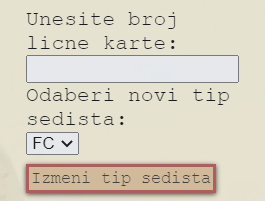 Unesite broj
licne karte:
Odaberi novi tip
sedista:
FC
Izmeni tip sedista